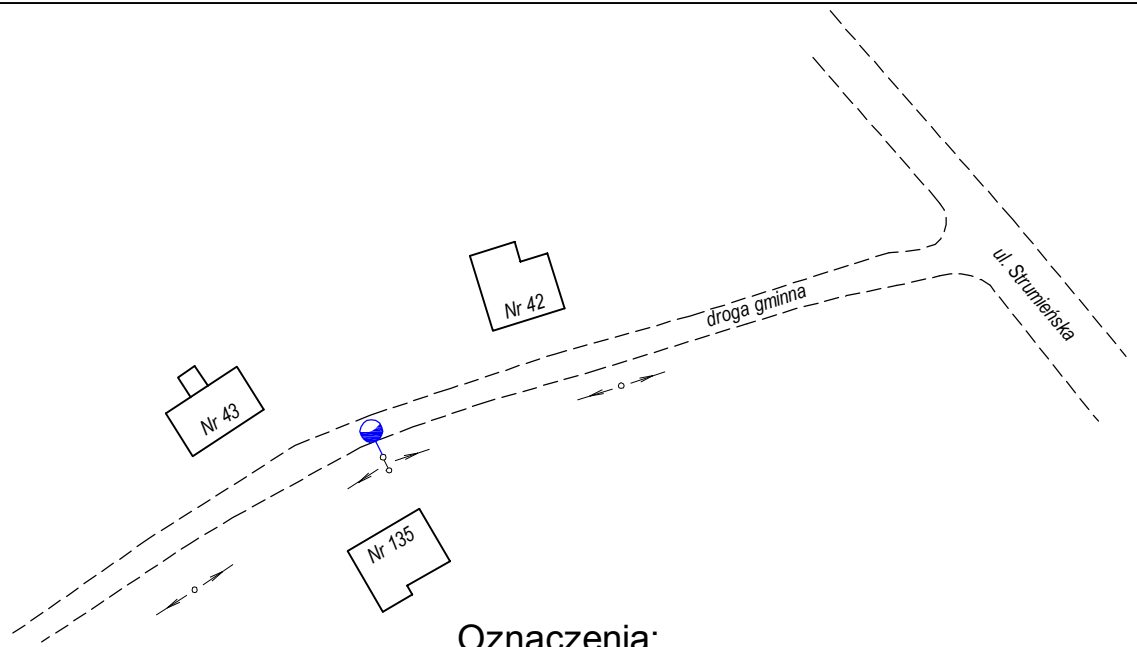 ul. Strumieńska
droga gminna
Nr 42
Nr 43
Nr 135
Oznaczenia: